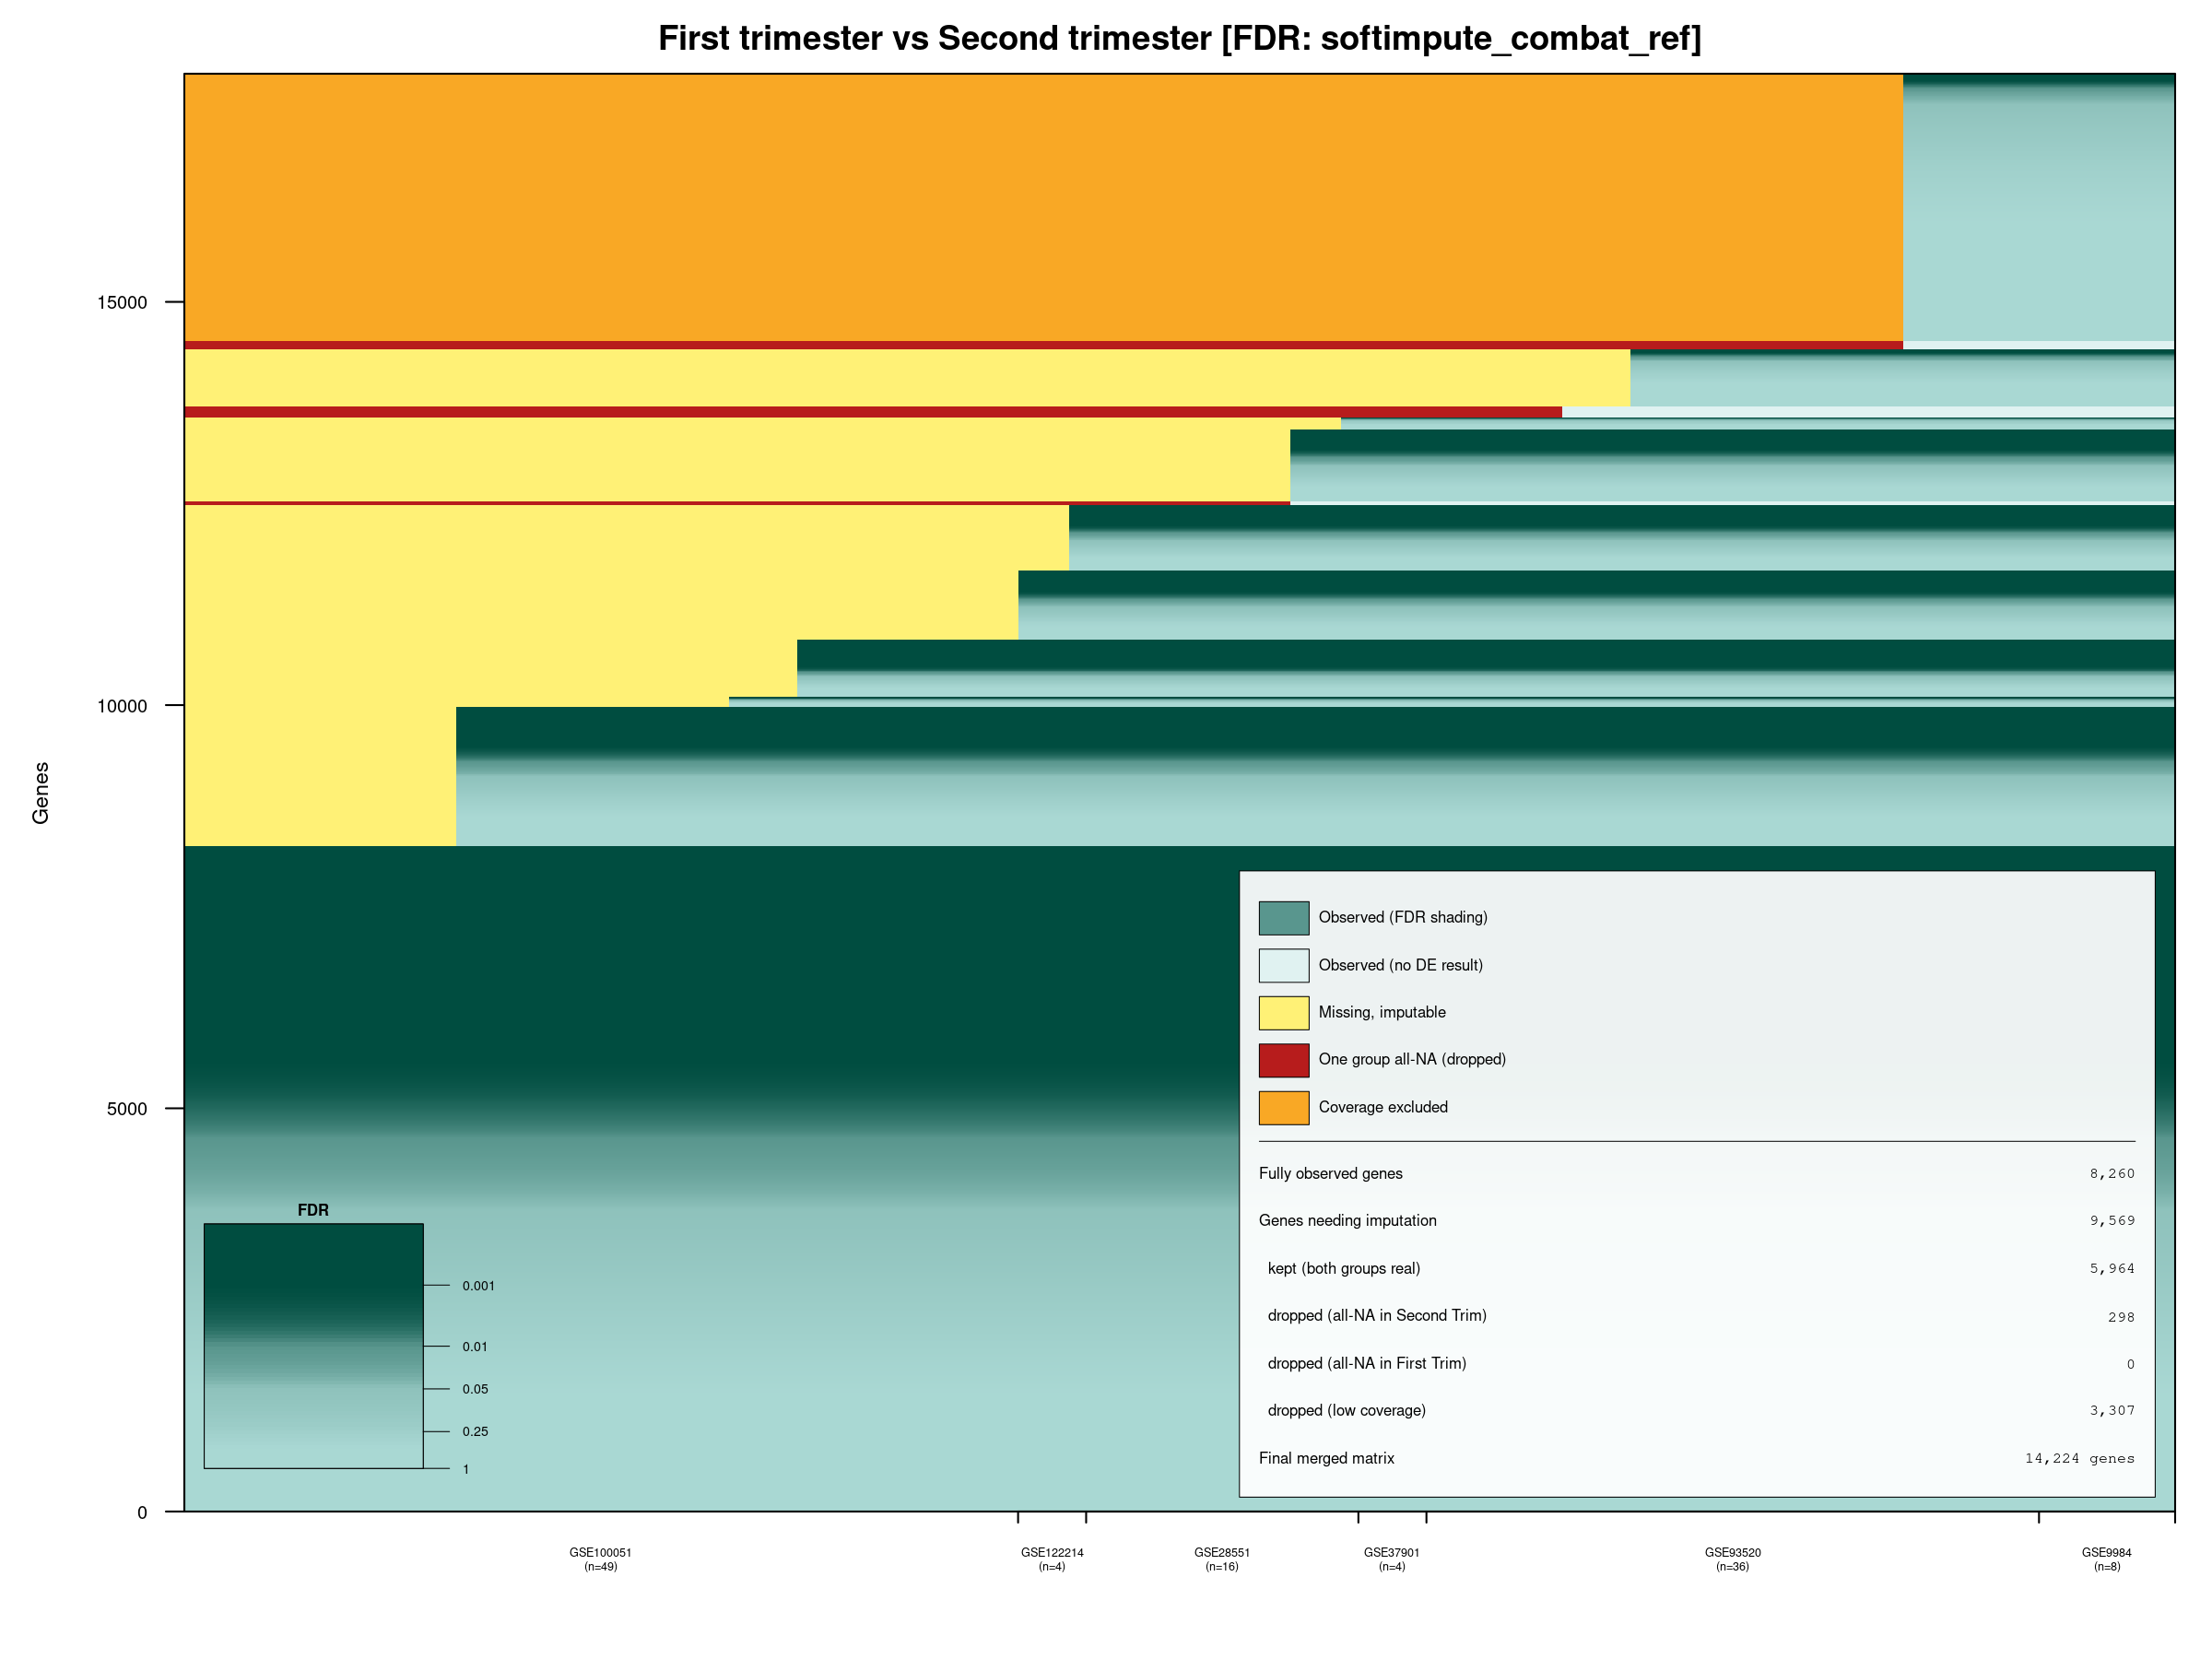 First trimester vs Second trimester [FDR: softimpute_combat_ref]
15000
10000
5000
0
Genes
Observed (FDR shading)
Observed (no DE result)
Missing, imputable
One group all-NA (dropped)
Coverage excluded
Fully observed genes 8,260
Genes needing imputation 9,569
kept (both groups real) 5,964
dropped (all-NA in Second Trim) 298
dropped (all-NA in First Trim) 0
dropped (low coverage) 3,307
Final merged matrix 14,224 genes
FDR
0.001
0.01
0.05
0.25
1
GSE100051 GSE122214 GSE28551 GSE37901 GSE93520 GSE9984
(n=49) (n=4) (n=16) (n=4) (n=36) (n=8)